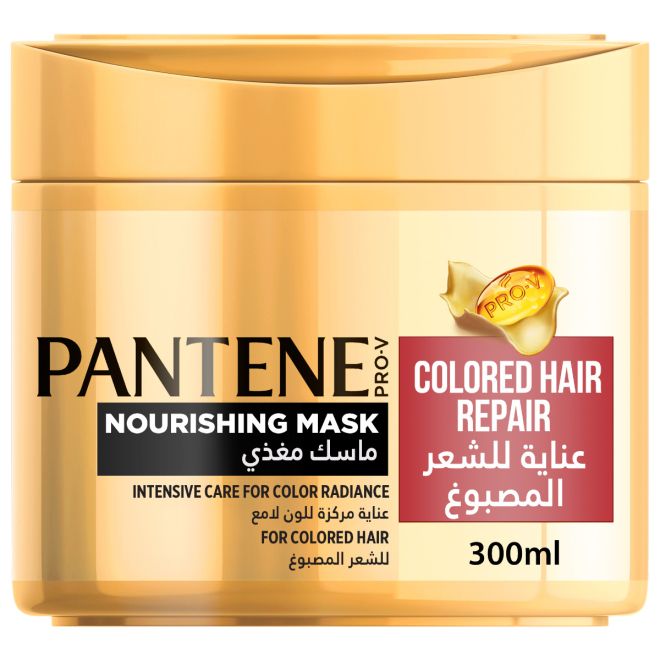 PANTENE
PRO-V
NOURISHING MASK
ماسك مغذي
INTENSIVE CARE FOR COLOR RADIANCE
عناية مركزة للون لامع
FOR COLORED HAIR
للشعر المصبوغ
PRO-V
COLORED HAIR
REPAIR
عناية للشعر
المصبوغ
300ml